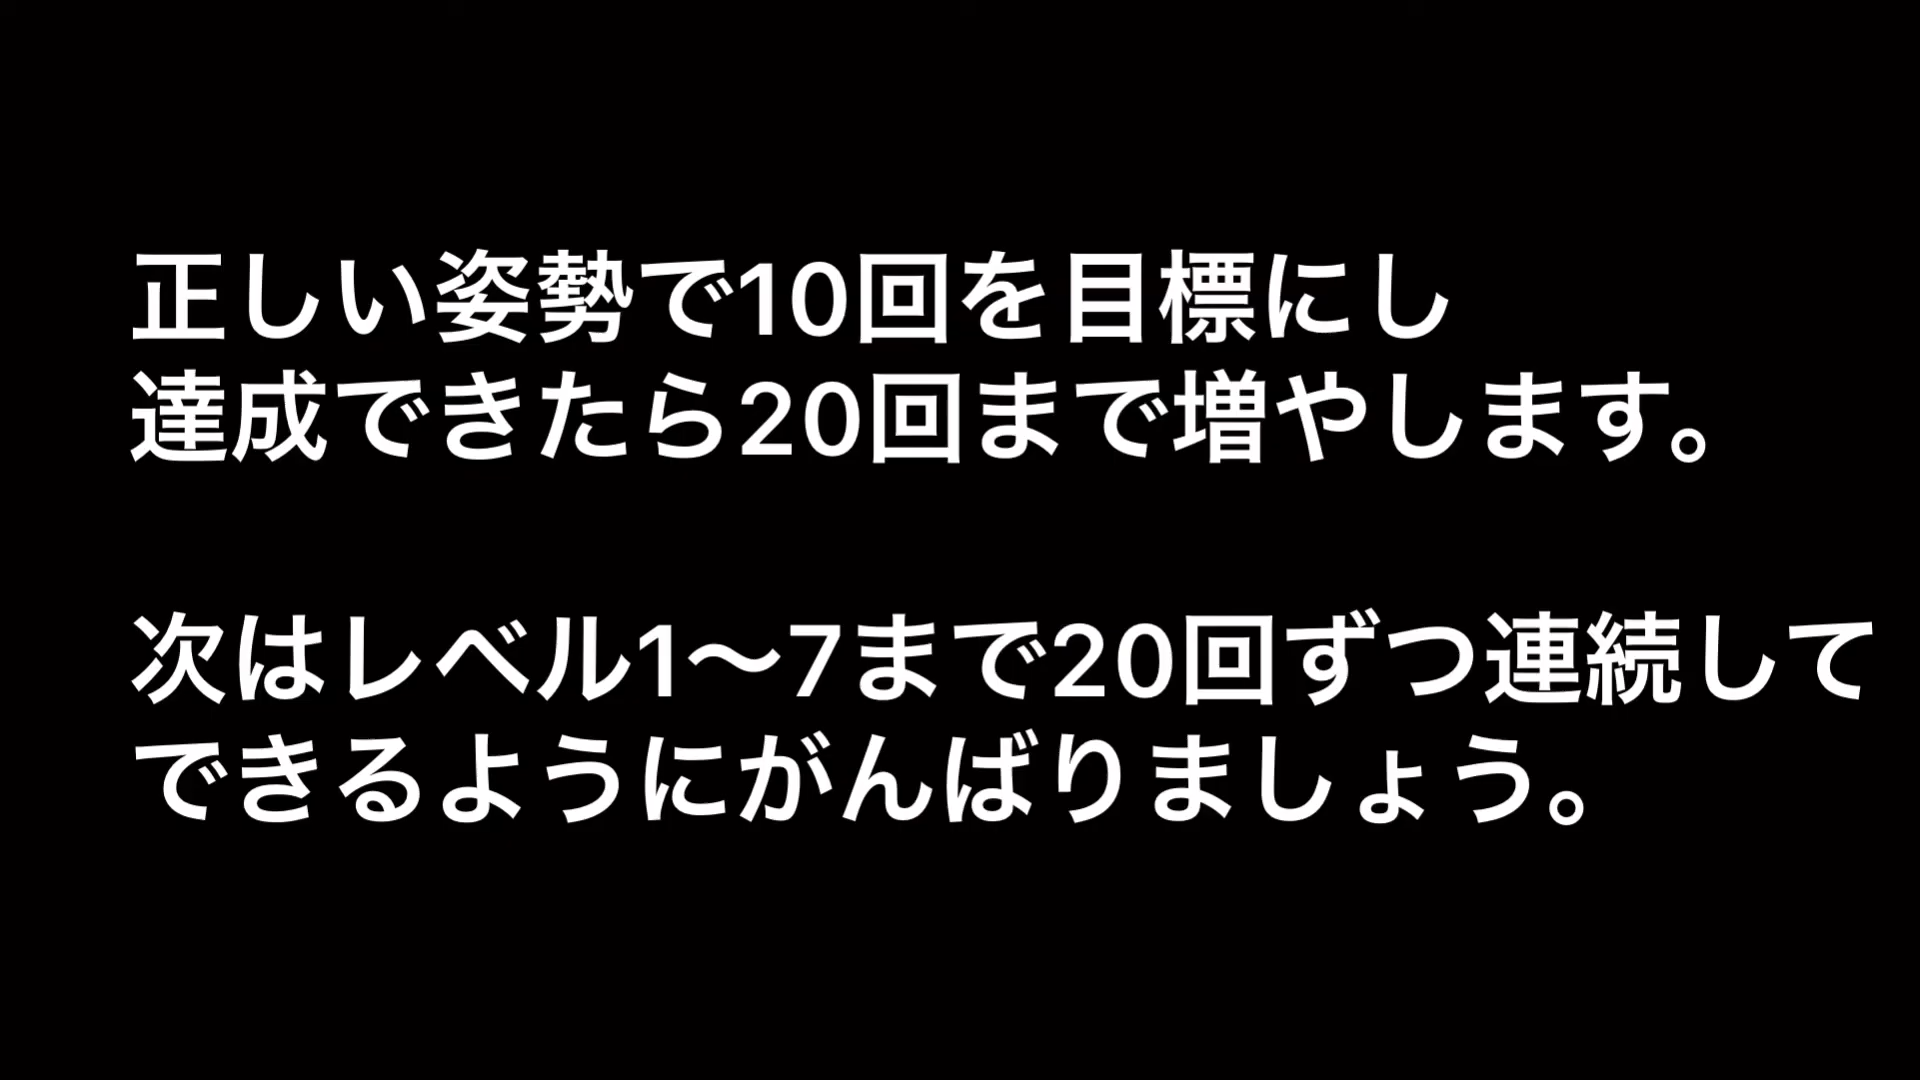 正しい姿勢で10回を目標にし
達成できたら20回まで増やします。
次はレベル1〜7まで20回ずつ連続して
できるようにがんばりましょう。